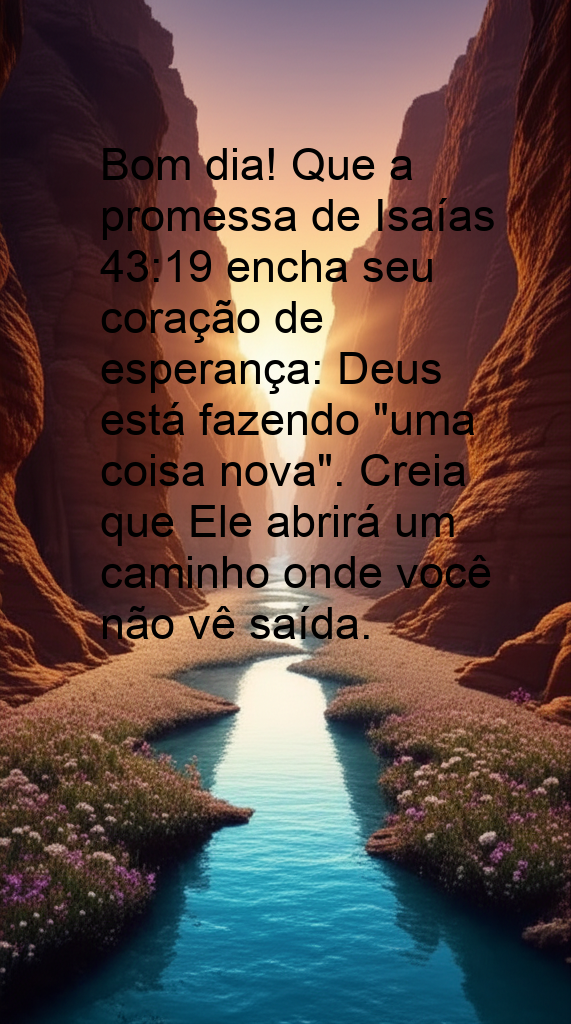 Bom dia! Que a
promessa de Isaías
43:19 encha seu
coração de
esperança: Deus
está fazendo "uma
coisa nova". Creia
que Ele abrirá um
caminho onde você
não vê saída.